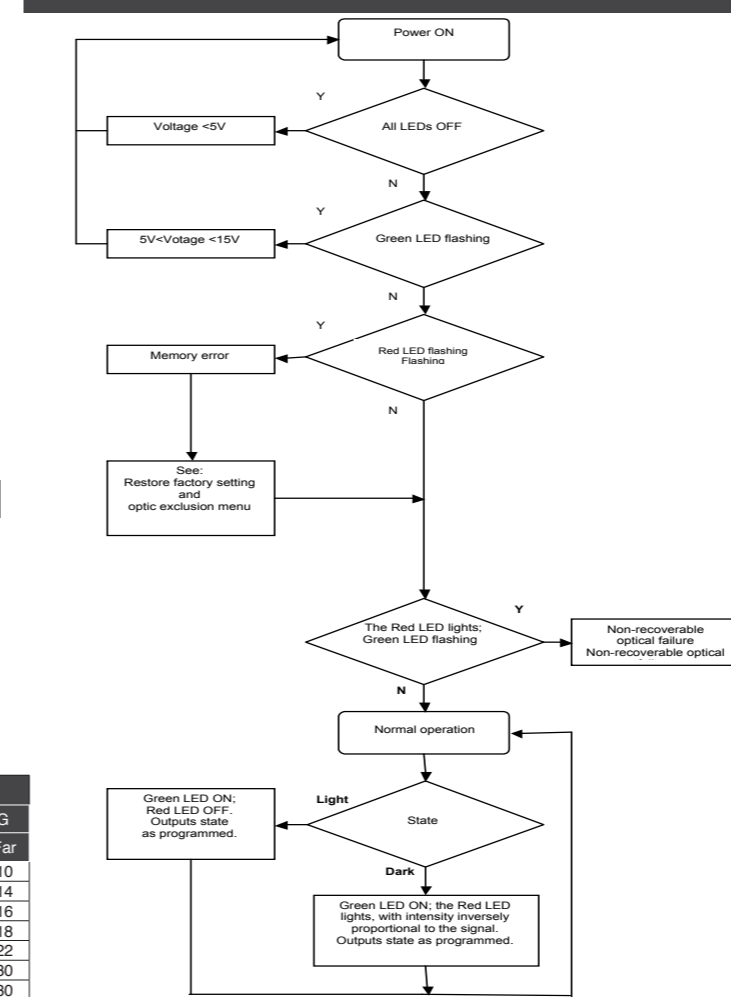 Power ON
Y
Voltage <5V
All LEDs OFF
N
Y
5V<Votage <15V
Green LED flashing
N
Y
Memory error
Red LED flashing
Flashing
N
See:
Restore factory setting
and
optic exclusion menu
Y
The Red LED lights;
Green LED flashing
Non-recoverable
optical failure
Non-recoverable optical
N
Normal operation
Green LED ON;
Red LED OFF.
Outputs state
as programmed.
Light
State
Dark
Green LED ON; the Red LED
lights, with intensity inversely
proportional to the signal.
Outputs state as programmed.
G
Far
10
14
16
18
22
30
30